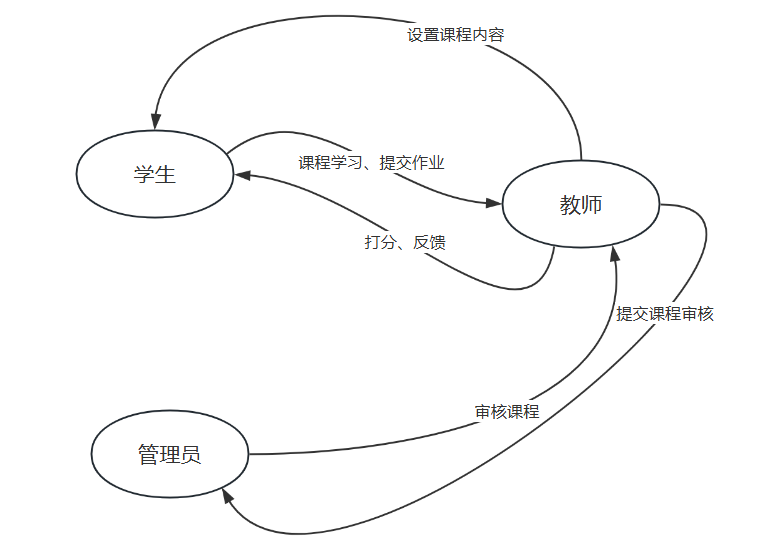 设置课程内容
学生
课程学习、提交作业
教师
打分、反馈
提交课程审核
审核课程
管理员